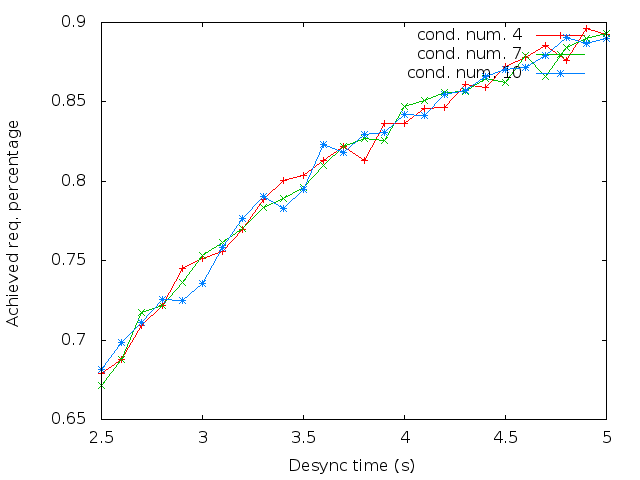 0.9
0.85
0.8
0.75
0.7
0.65
2.5
3
3.5
4
4.5
5
Achieved req. percentage
Desync time (s)
cond. num. 4
cond. num. 7
cond. num. 10